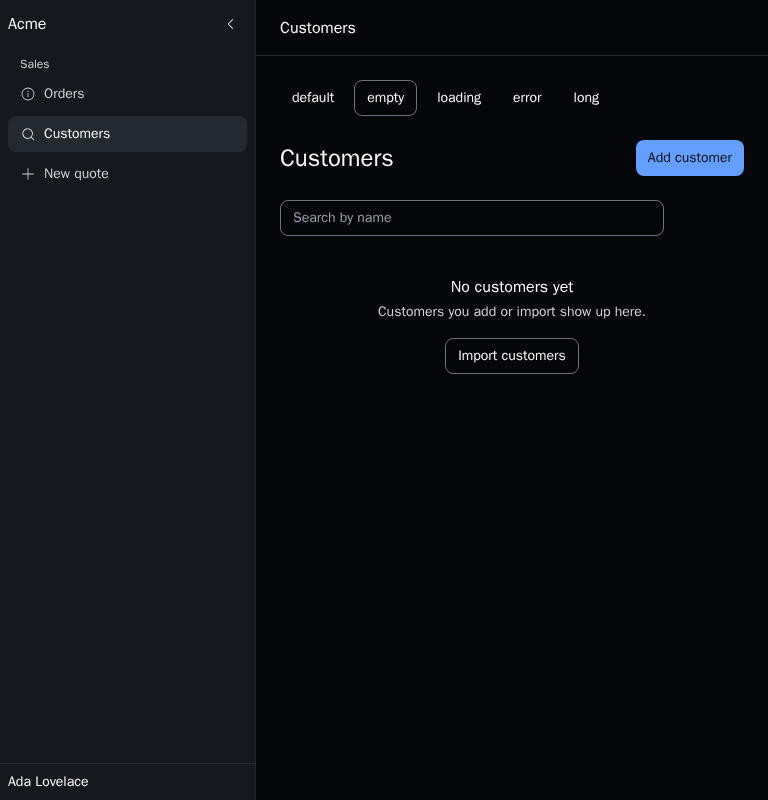 Acme
Sales
Orders
Customers
New quote
Ada Lovelace
Customers
default empty loading error long
Customers
Add customer
Search by name
No customers yet
Customers you add or import show up here.
Import customers